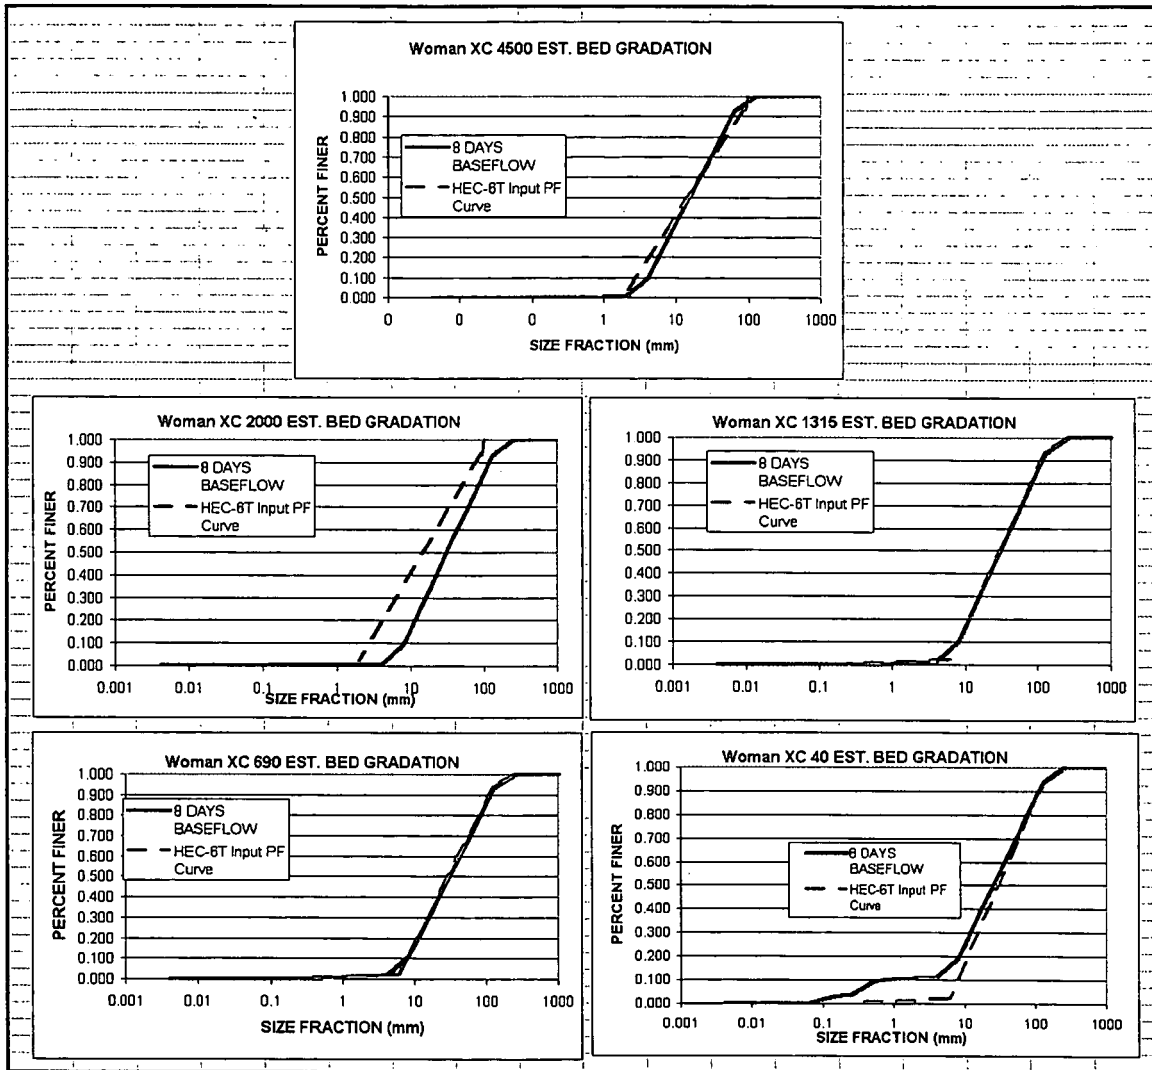 Woman XC 4500 EST. BED GRADATION
PERCENT FINER
1.000
0.900
0.800
0.700
0.600
0.500
0.400
0.300
0.200
0.100
0.000
8 DAYS
BASEFLOW
HEC-6T Input PF
Curve
0 0 0 1 10 100 1000
SIZE FRACTION (mm)
Woman XC 2000 EST. BED GRADATION
PERCENT FINER
1.000
0.900
0.800
0.700
0.600
0.500
0.400
0.300
0.200
0.100
0.000
8 DAYS
BASEFLOW
HEC-6T Input PF
Curve
0.001 0.01 0.1 1 10 100 1000
SIZE FRACTION (mm)
Woman XC 1315 EST. BED GRADATION
1.000
0.900
0.800
0.700
0.600
0.500
0.400
0.300
0.200
0.100
0.000
8 DAYS
BASEFLOW
HEC-6T Input PF
Curve
0.001 0.01 0.1 1 10 100 1000
Woman XC 690 EST. BED GRADATION
PERCENT FINER
1.000
0.900
0.800
0.700
0.600
0.500
0.400
0.300
0.200
0.100
0.000
8 DAYS
BASEFLOW
HEC-6T Input PF
Curve
0.001 0.01 0.1 1 10 100 1000
SIZE FRACTION (mm)
Woman XC 40 EST. BED GRADATION
PERCENT FINER
1.000
0.900
0.800
0.700
0.600
0.500
0.400
0.300
0.200
0.100
0.000
8 DAYS
BASEFLOW
HEC-6T Input PF
Curve
0.001 0.01 0.1 1 10 100 1000
SIZE FRACTION (mm)